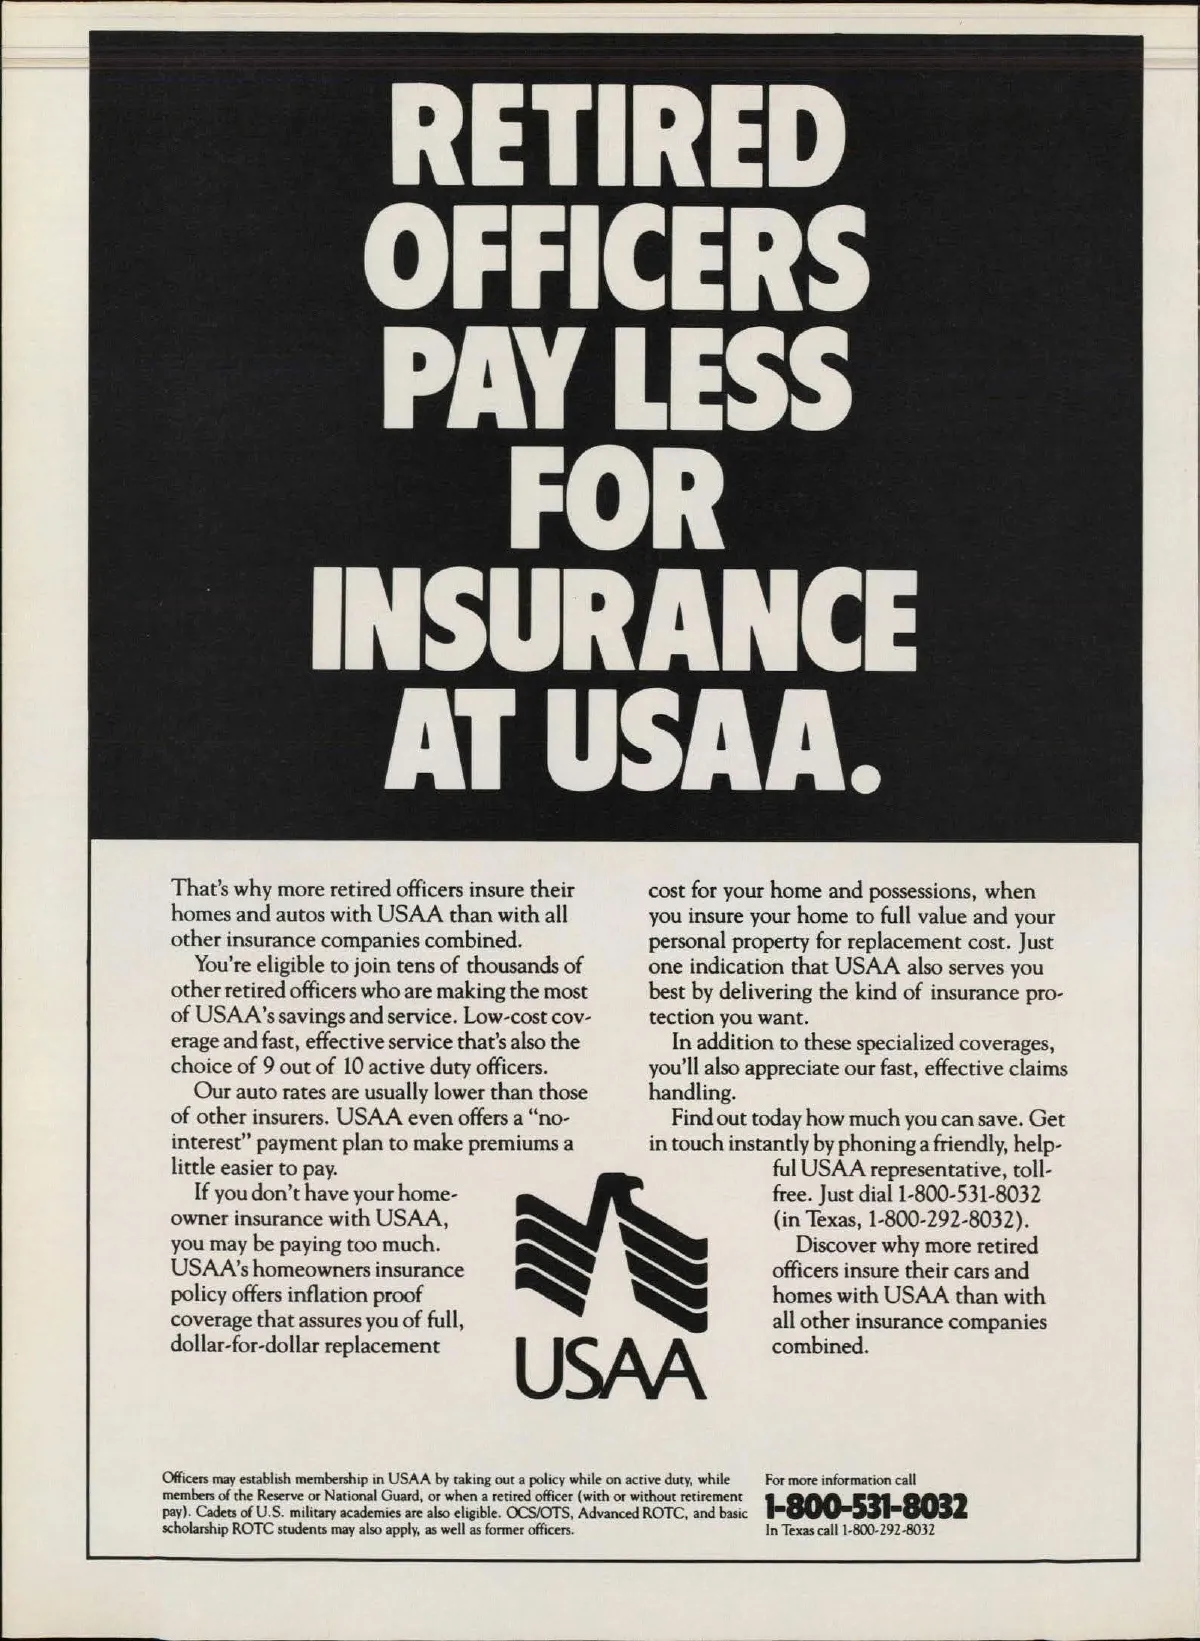 RETIRED
OFFICERS
PAY LESS
FOR
INSURANCE
AT USAA.
That's why more retired officers insure their
homes and autos with USAA than with all
other insurance companies combined.
You're eligible to join tens of thousands of
other retired officers who are making the most
of USAA's savings and service. Low-cost cov-
erage and fast, effective service that's also the
choice of 9 out of 10 active duty officers.
Our auto rates are usually lower than those
of other insurers. USAA even offers a "no-
interest" payment plan to make premiums a
little easier to pay.
If you don't have your home-
owner insurance with USAA,
you may be paying too much.
USAA's homeowners insurance
policy offers inflation proof
coverage that assures you of full,
dollar-for-dollar replacement
cost for your home and possessions, when
you insure your home to full value and your
personal property for replacement cost. Just
one indication that USAA also serves you
best by delivering the kind of insurance pro-
tection you want.
In addition to these specialized coverages,
you'll also appreciate our fast, effective claims
handling.
Find out today how much you can save. Get
in touch instantly by phoning a friendly, help-
ful USAA representative, toll-
free. Just dial 1-800-531-8032
(in Texas, 1-800-292-8032).
Discover why more retired
officers insure their cars and
homes with USAA than with
all other insurance companies
combined.
USAA
Officers may establish membership in USAA by taking out a policy while on active duty, while
members of the Reserve or National Guard, or when a retired officer (with or without retirement
pay). Cadets of U.S. military academies are also eligible. OCS/OTS, Advanced ROTC, and basic
scholarship ROTC students may also apply, as well as former officers.
For more information call
1-800-531-8032
In Texas call 1-800-292-8032